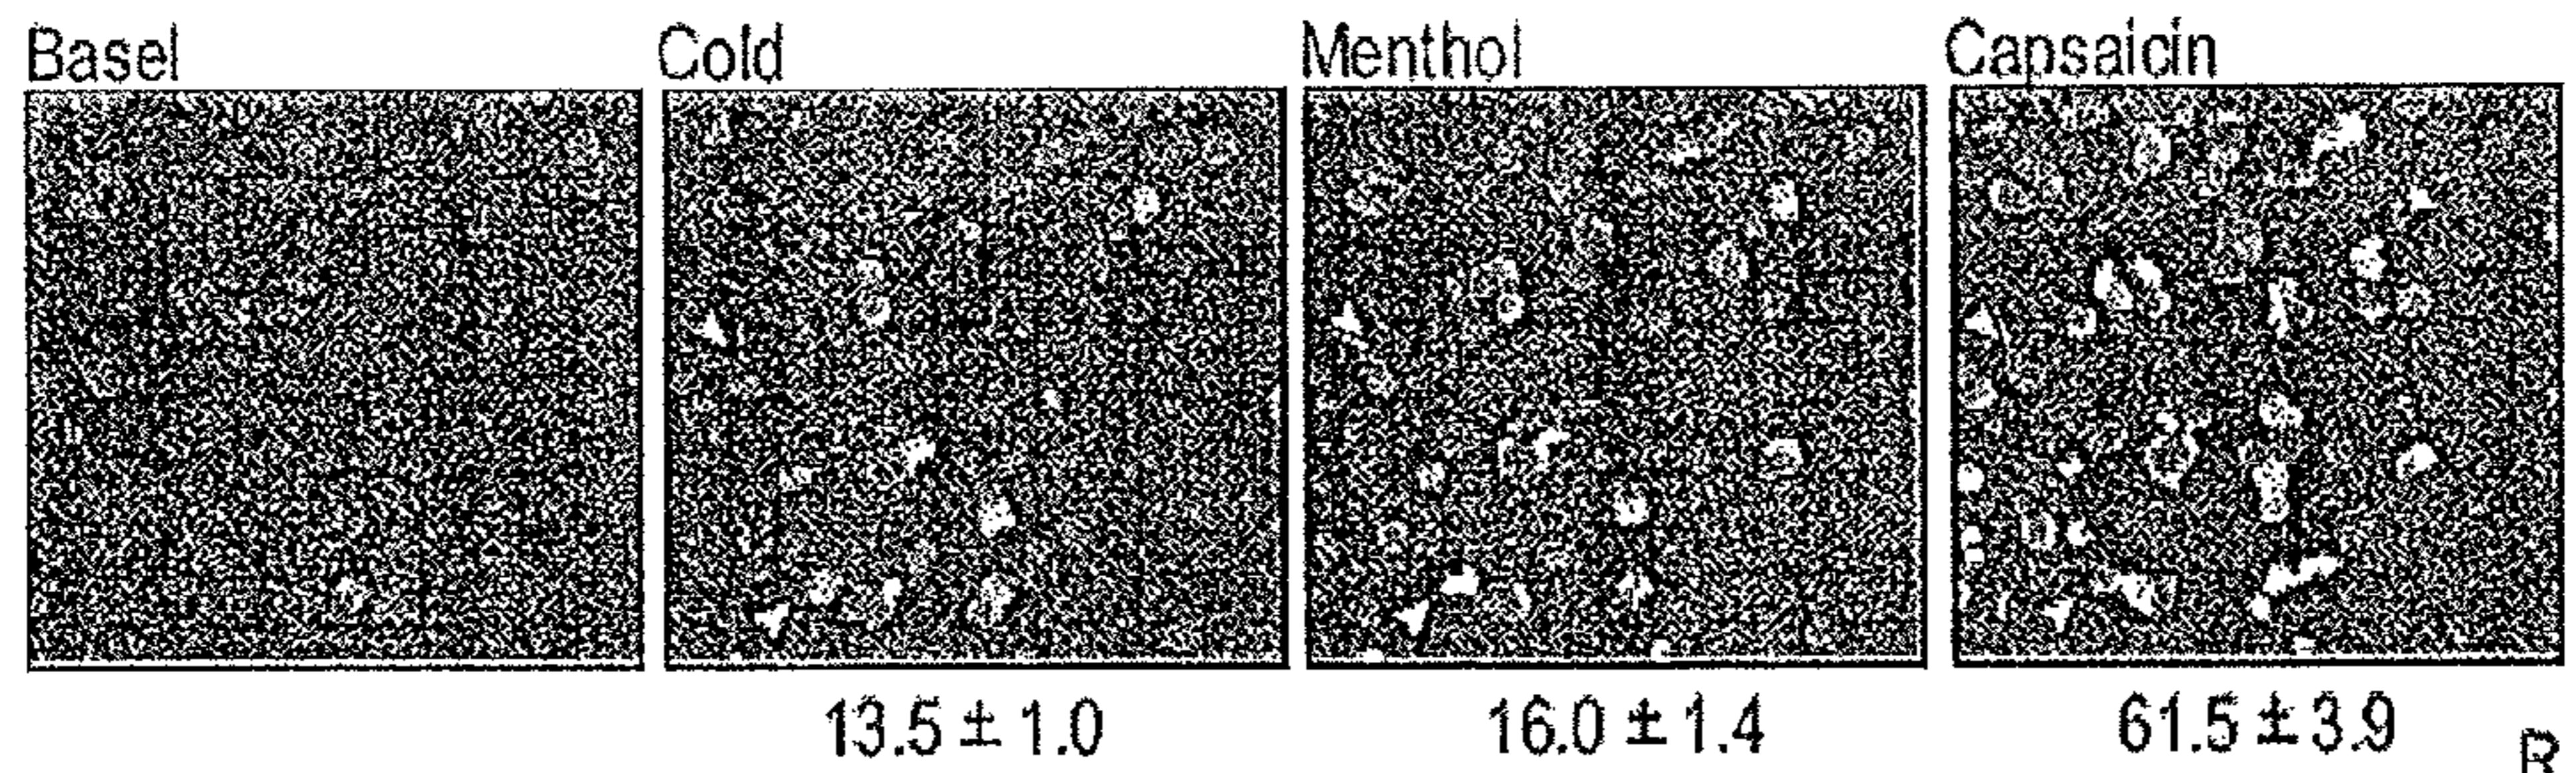 Basel
Cold
Menthol
Capsaicin
13.5 ± 1.0
16.0 ± 1.4
61.5 ± 3.9